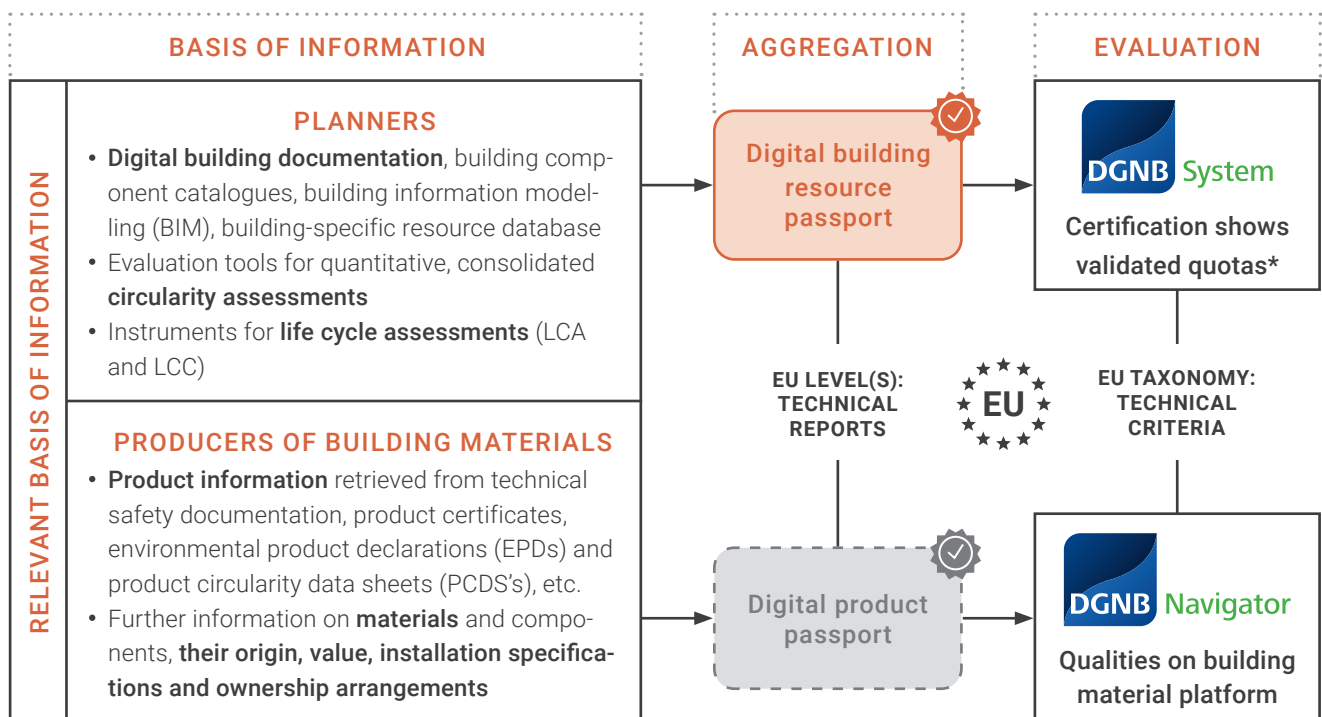 BASIS OF INFORMATION
AGGREGATION
EVALUATION
RELEVANT BASIS OF INFORMATION
PLANNERS
• Digital building documentation, building comp-
onent catalogues, building information model-
ling (BIM), building-specific resource database
• Evaluation tools for quantitative, consolidated
circularity assessments
• Instruments for life cycle assessments (LCA
and LCC)
PRODUCERS OF BUILDING MATERIALS
• Product information retrieved from technical
safety documentation, product certificates,
environmental product declarations (EPDs) and
product circularity data sheets (PCDS's), etc.
• Further information on materials and compo-
nents, their origin, value, installation specifica-
tions and ownership arrangements
Digital building
resource
passport
EU LEVEL(S):
TECHNICAL
REPORTS
Digital product
passport
EU
DGNB System
Certification shows
validated quotas*
EU TAXONOMY:
TECHNICAL
CRITERIA
DGNB Navigator
Qualities on building
material platform